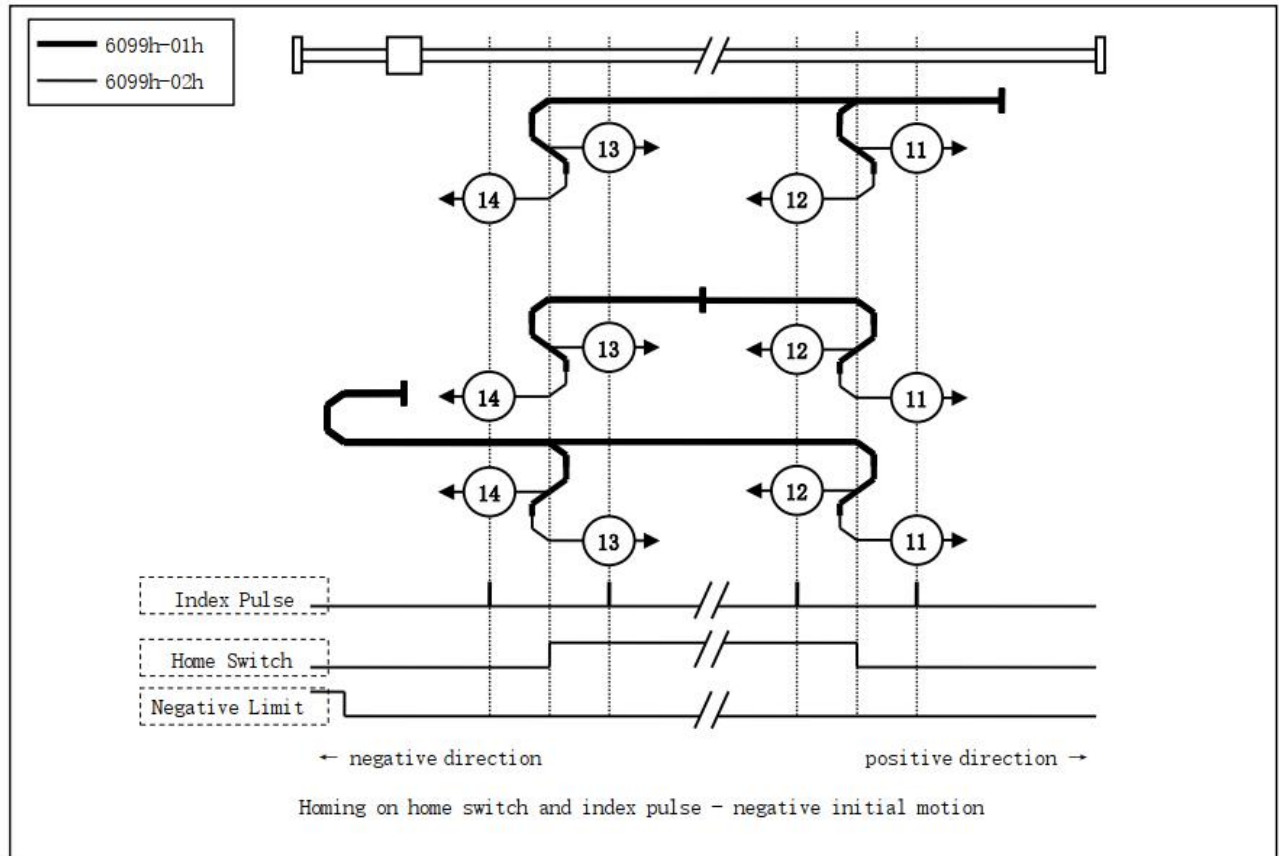 6099h-01h
6099h-02h
13
11
14
12
13
12
14
11
14
12
13
11
Index Pulse
Home Switch
Negative Limit
← negative direction
positive direction →
Homing on home switch and index pulse - negative initial motion